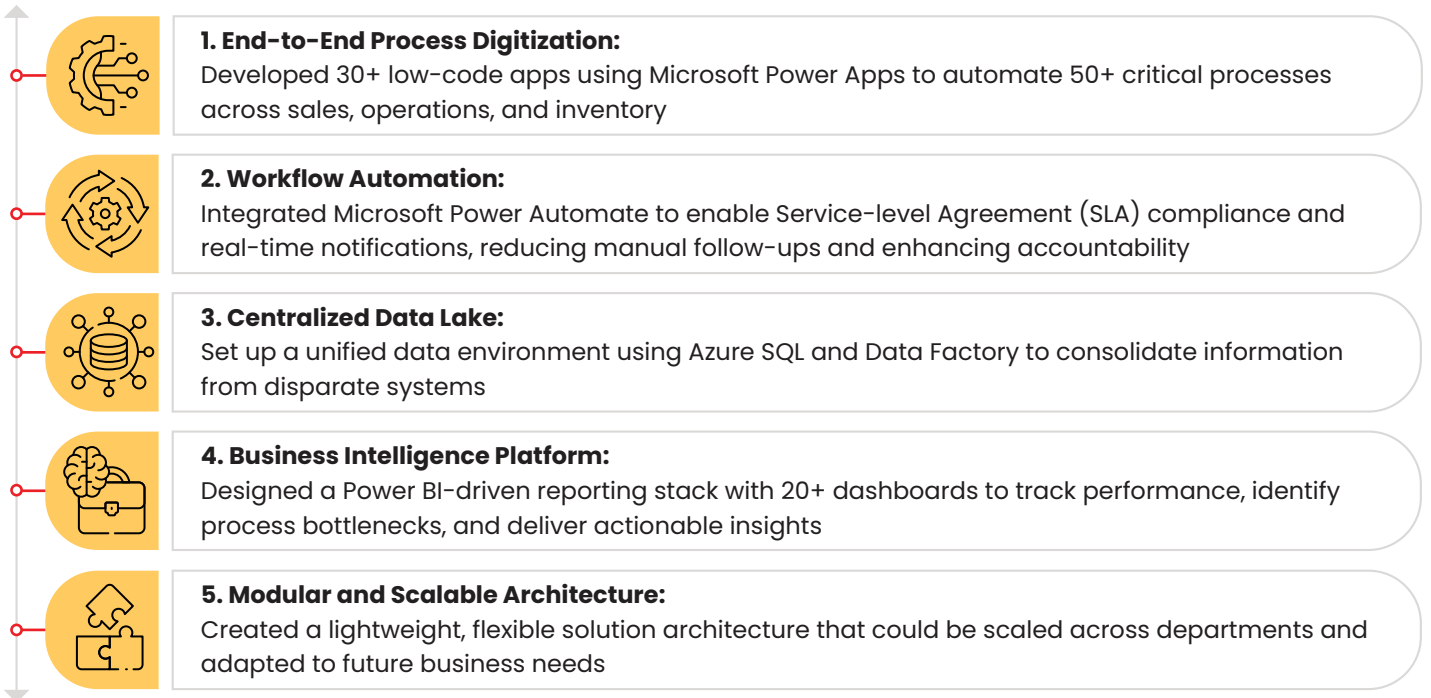 1. End-to-End Process Digitization:
Developed 30+ low-code apps using Microsoft Power Apps to automate 50+ critical processes
across sales, operations, and inventory
2. Workflow Automation:
Integrated Microsoft Power Automate to enable Service-level Agreement (SLA) compliance and
real-time notifications, reducing manual follow-ups and enhancing accountability
3. Centralized Data Lake:
Set up a unified data environment using Azure SQL and Data Factory to consolidate information
from disparate systems
4. Business Intelligence Platform:
Designed a Power BI-driven reporting stack with 20+ dashboards to track performance, identify
process bottlenecks, and deliver actionable insights
5. Modular and Scalable Architecture:
Created a lightweight, flexible solution architecture that could be scaled across departments and
adapted to future business needs